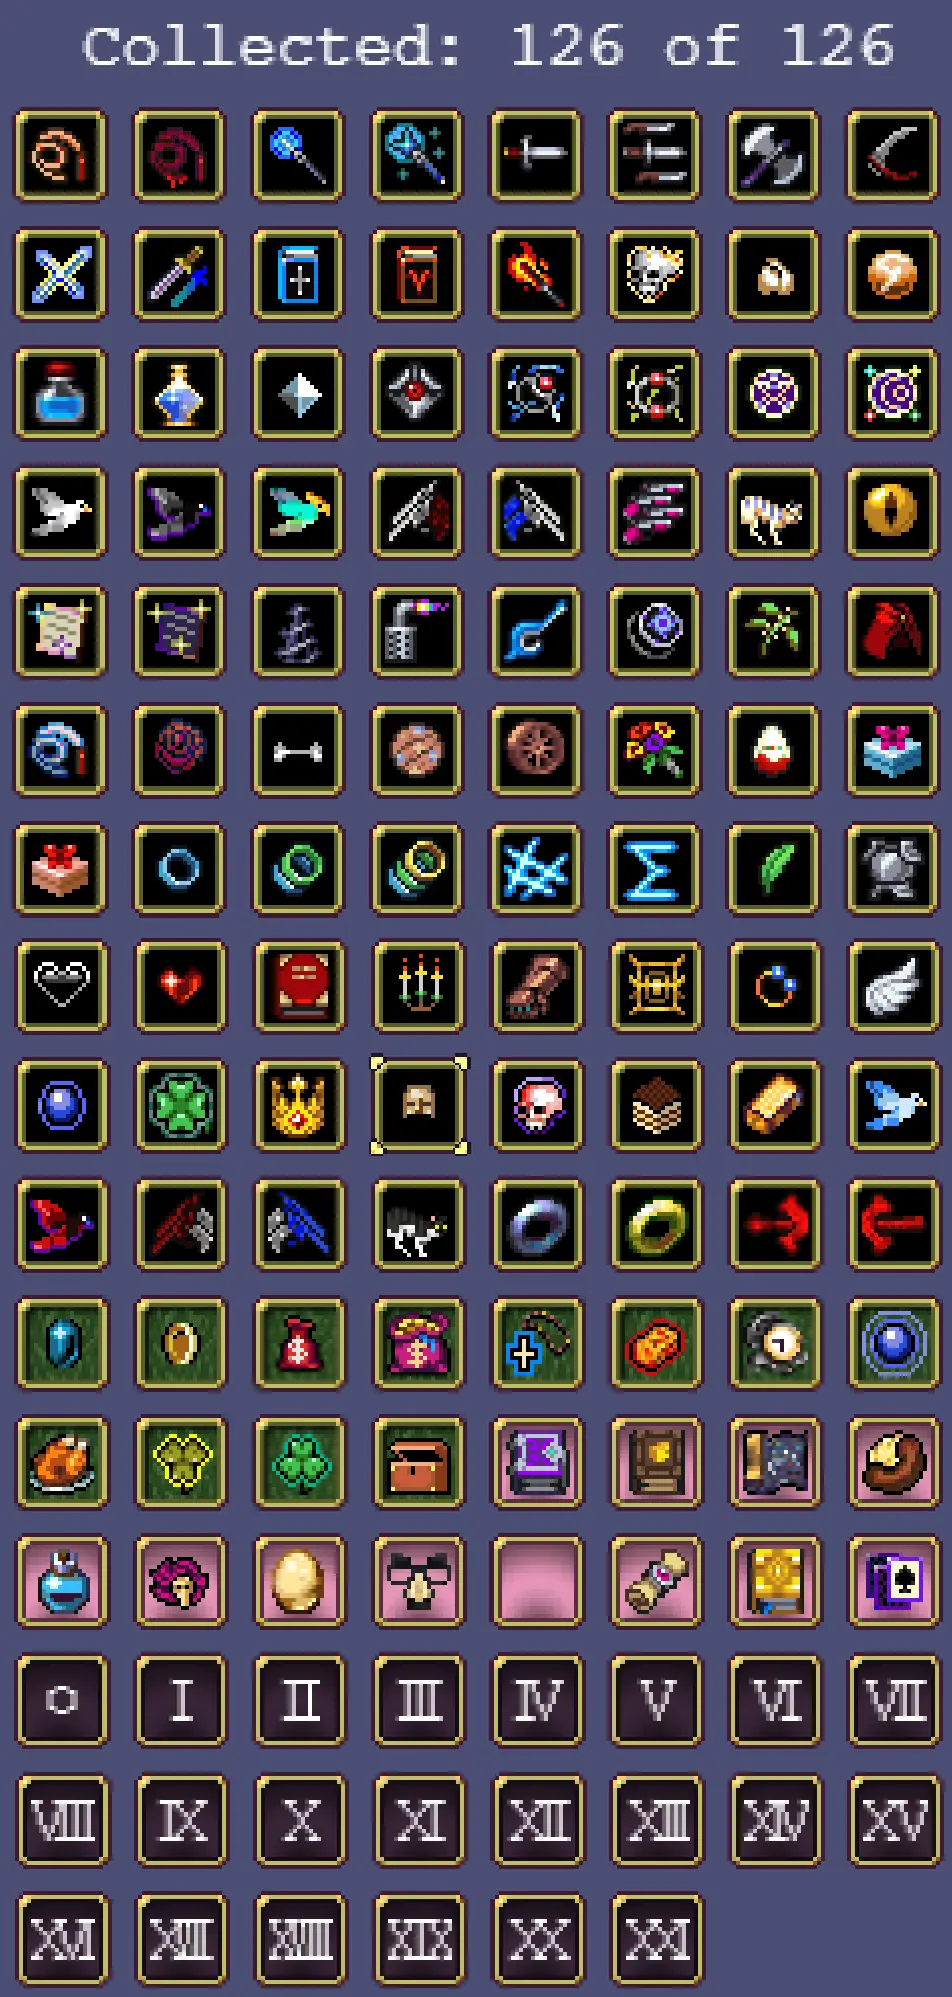 Collected: 126 of 126
O I II III IV V VI VII
VIII IX X XI XII XIII XIV XV
XVI XVII XVIII XIX XX XXI